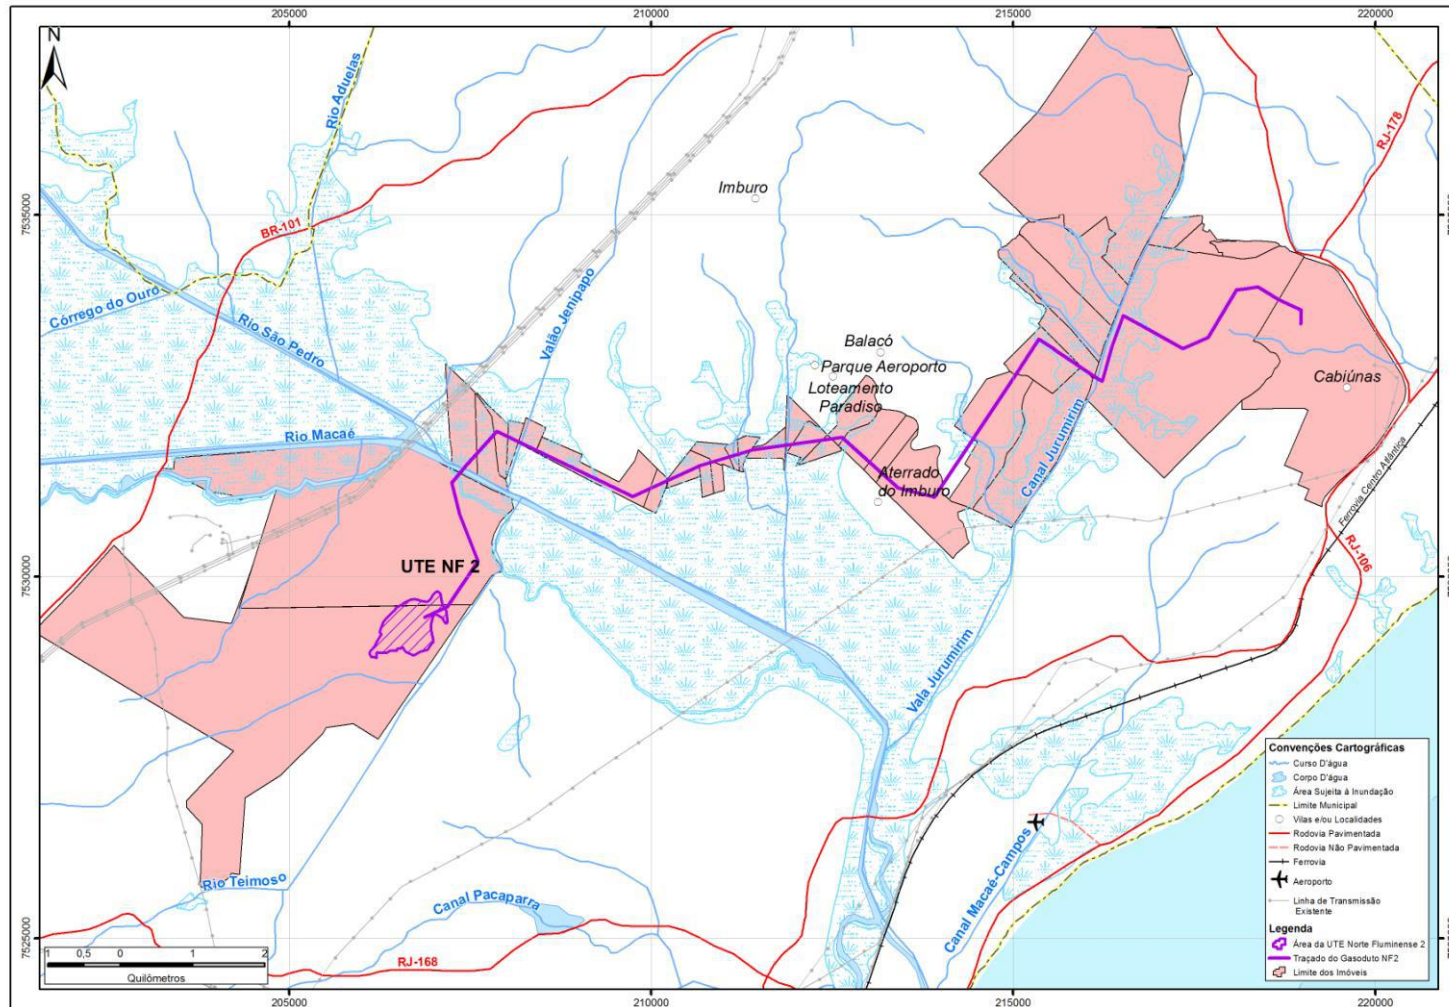 205000
210000
215000
220000
N
Rio Aduelas
RJ-178
Imburo
7535000
BR-101
Córrego do Ouro
Rio São Pedro
Valão Jenipapo
Balacó
Parque Aeroporto
Loteamento
Paradiso
Cabiúnas
Rio Macaé
Canal Jurumirim
Aterrado
do Imburo
Ferrovia Centro Atlântica
RJ-106
UTE NF 2
7530000
Vala Jurumirim
Rio Teimoso
Canal Pacaparra
Canal Macaé-Campos
7525000
RJ-168
1 0,5 0 1 2
Quilômetros
Convenções Cartográficas
Curso D'água
Corpo D'água
Área Sujeita à Inundação
Limite Municipal
Vilas e/ou Localidades
Rodovia Pavimentada
Rodovia Não Pavimentada
Ferrovia
Aeroporto
Linha de Transmissão
Existente
Legenda
Área da UTE Norte Fluminense 2
Traçado do Gasoduto NF2
Limite dos Imóveis
205000
210000
215000
220000